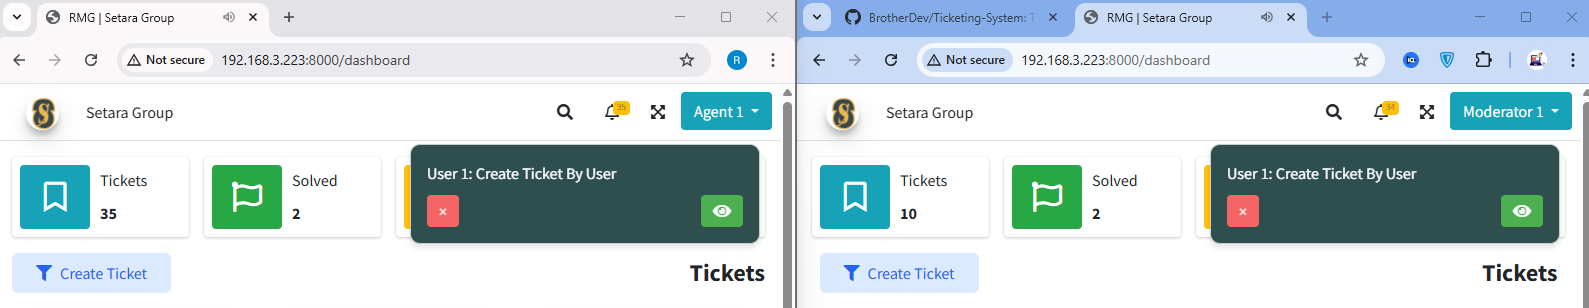 RMG | Setara Group
Not secure
192.168.3.223:8000/dashboard
R
Setara Group
35
Agent 1
Tickets
35
Solved
2
User 1: Create Ticket By User
×
Create Ticket
Tickets
BrotherDev/Ticketing-System: T
RMG | Setara Group
Not secure
192.168.3.223:8000/dashboard
Setara Group
34
Moderator 1
Tickets
10
Solved
2
User 1: Create Ticket By User
×
Create Ticket
Tickets